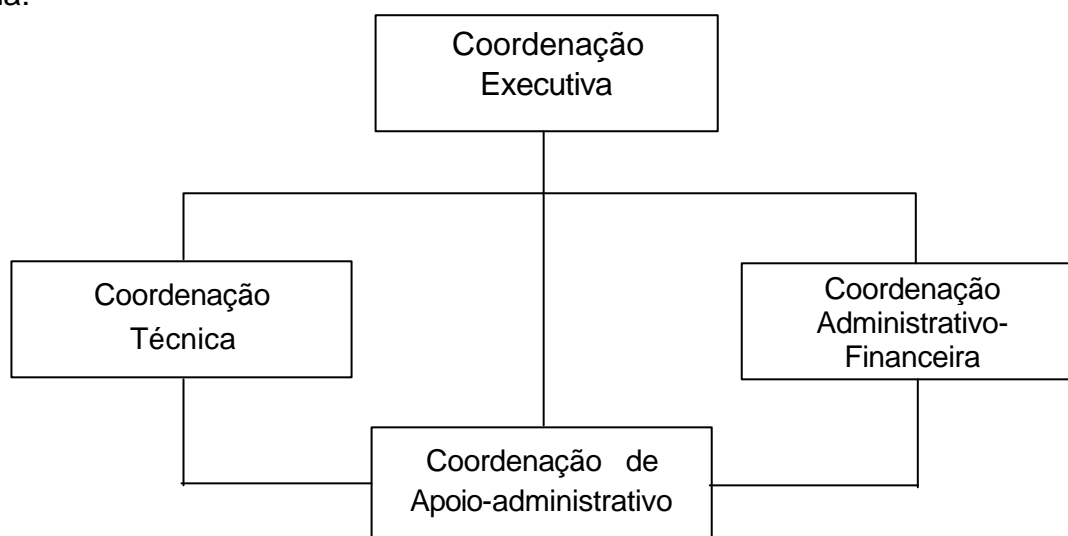 Coordenação
Executiva
Coordenação
Técnica
Coordenação
Administrativo-
Financeira
Coordenação de
Apoio-administrativo